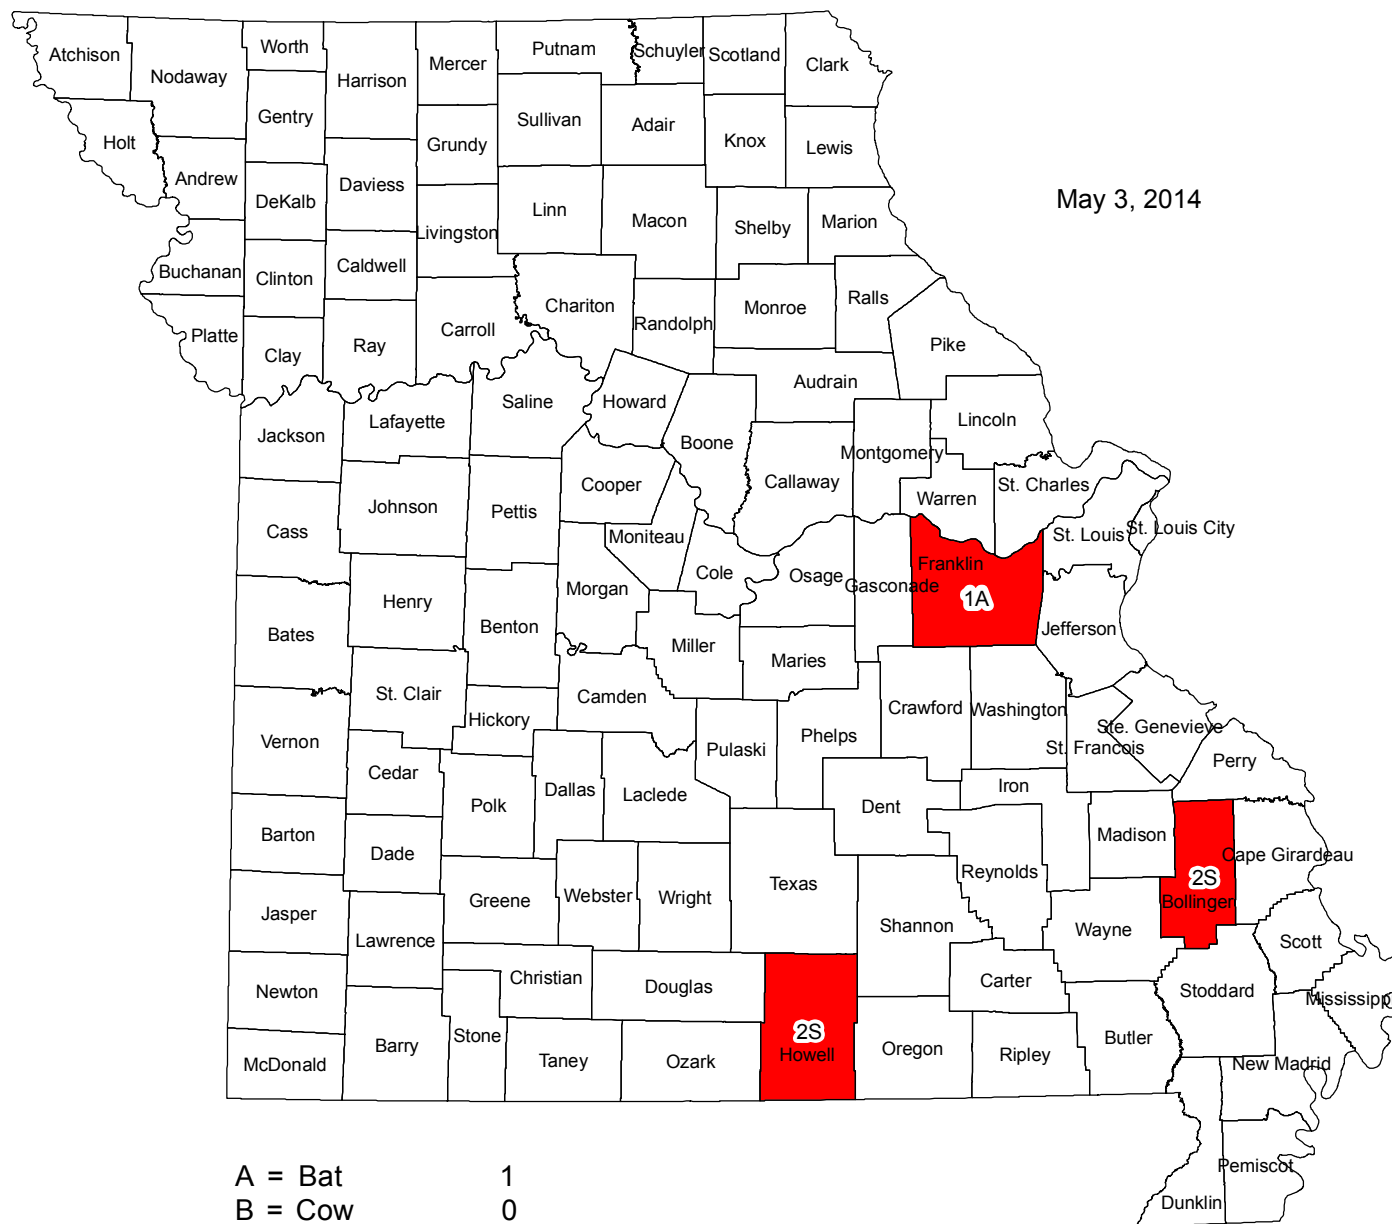 Atchison
Nodaway
Worth
Harrison
Mercer
Putnam
Schuyler
Scotland
Clark
Gentry
Sullivan
Adair
Knox
Lewis
Holt
Andrew
DeKalb
Daviess
Grundy
Linn
Macon
Shelby
Marion
May 3, 2014
Livingston
Buchanan
Clinton
Caldwell
Chariton
Randolph
Monroe
Ralls
Pike
Platte
Clay
Ray
Carroll
Audrain
Jackson
Lafayette
Saline
Howard
Boone
Lincoln
Montgomery
Callaway
Cooper
Warren
St. Charles
Cass
Johnson
Pettis
Moniteau
St. Louis
St. Louis City
Cole
Osage
Gasconade
Franklin
1A
Morgan
Henry
Bates
Benton
Miller
Maries
Jefferson
St. Clair
Camden
Hickory
Crawford
Washington
Ste. Genevieve
St. Francois
Vernon
Pulaski
Phelps
Perry
Cedar
Polk
Dallas
Laclede
Dent
Iron
Madison
Barton
Dade
Cape Girardeau
Reynolds
2S
Bollinger
Texas
Webster
Wright
Greene
Jasper
Shannon
Wayne
Lawrence
Scott
Christian
Douglas
Carter
Stoddard
Mississippi
Newton
2S
Howell
Stone
Barry
Taney
Ozark
Oregon
Ripley
Butler
McDonald
New Madrid
Pemiscot
Dunklin
A = Bat 1
B = Cow 0